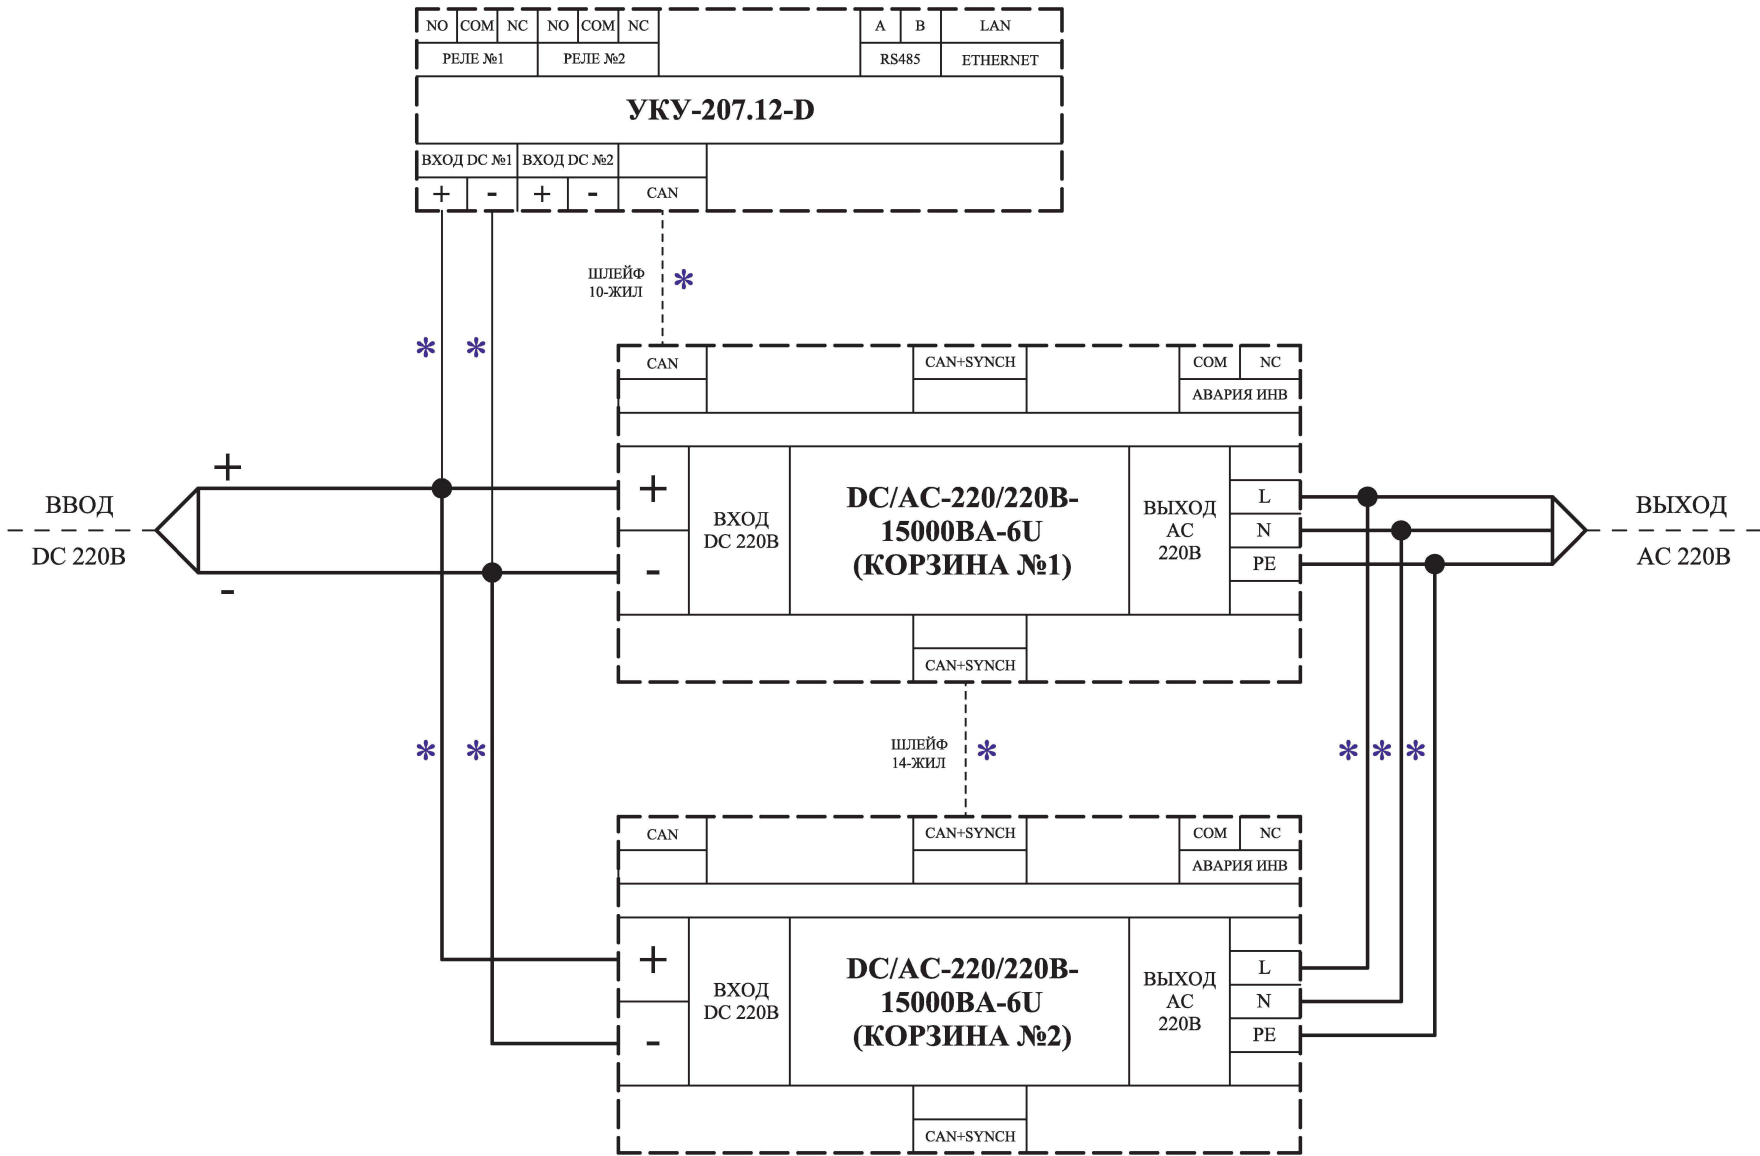 NO COM NC NO COM NC A B LAN
РЕЛЕ №1 РЕЛЕ №2 RS485 ETHERNET
УКУ-207.12-D
ВХОД DC №1 ВХОД DC №2
+ - + - CAN
ШЛЕЙФ
10-ЖИЛ
*
* *
CAN CAN+SYNCH COM NC
АВАРИЯ ИНВ
+
-
ВВОД
DC 220В
+
-
ВХОД
DC 220В
DC/AC-220/220В-
15000ВА-6U
(КОРЗИНА №1)
ВЫХОД
AC
220В
L
N
PE
ВЫХОД
AC 220В
CAN+SYNCH
* *
ШЛЕЙФ
14-ЖИЛ
*
* * *
CAN CAN+SYNCH COM NC
АВАРИЯ ИНВ
+
-
ВХОД
DC 220В
DC/AC-220/220В-
15000ВА-6U
(КОРЗИНА №2)
ВЫХОД
AC
220В
L
N
PE
CAN+SYNCH